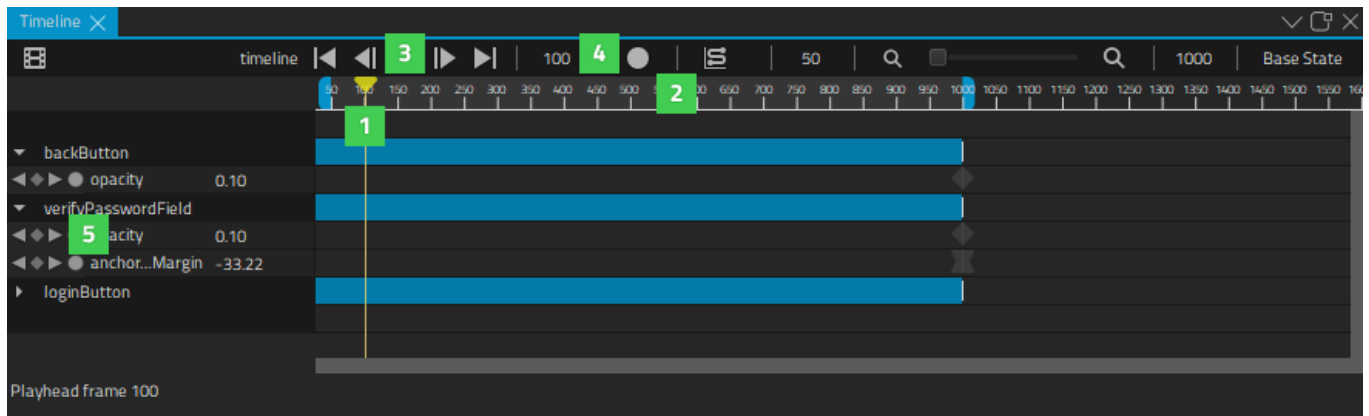 Timeline
timeline 3 100 4 50 1000 Base State
50 100 150 200 250 300 350 400 450 500 2 650 700 750 800 850 900 950 1000 1050 1100 1150 1200 1250 1300 1350 1400 1450 1500 1550
1
backButton
opacity 0.10
verifyPasswordField
5 acity 0.10
anchor...Margin -33.22
loginButton
Playhead frame 100